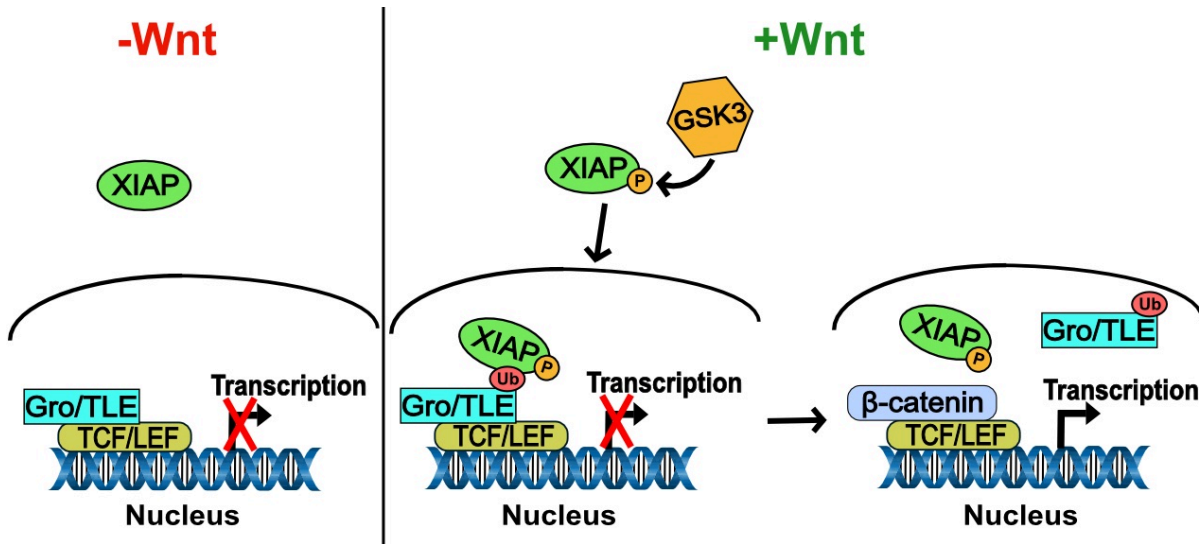 -Wnt
XIAP
Gro/TLE
TCF/LEF
Transcription
Nucleus
+Wnt
GSK3
XIAP
P
XIAP
P
Ub
Gro/TLE
TCF/LEF
Transcription
Nucleus
XIAP
P
Ub
Gro/TLE
β-catenin
TCF/LEF
Transcription
Nucleus